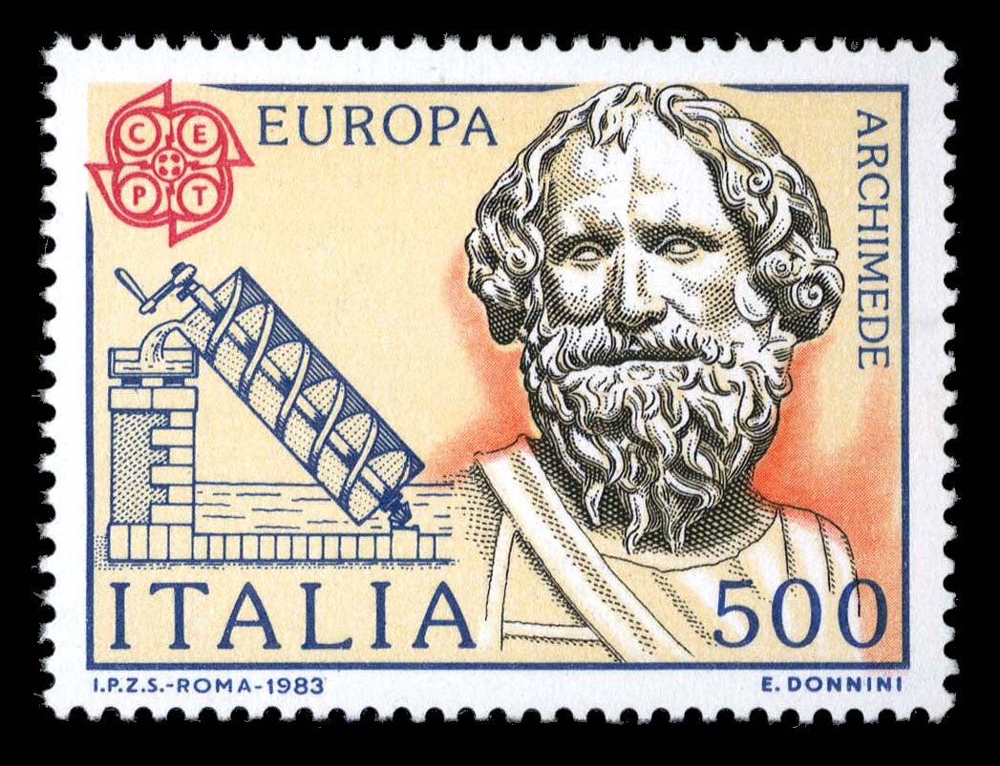 C E
P T
EUROPA
ARCHIMEDE
ITALIA
500
I.P.Z.S.-ROMA-1983
E. DONNINI